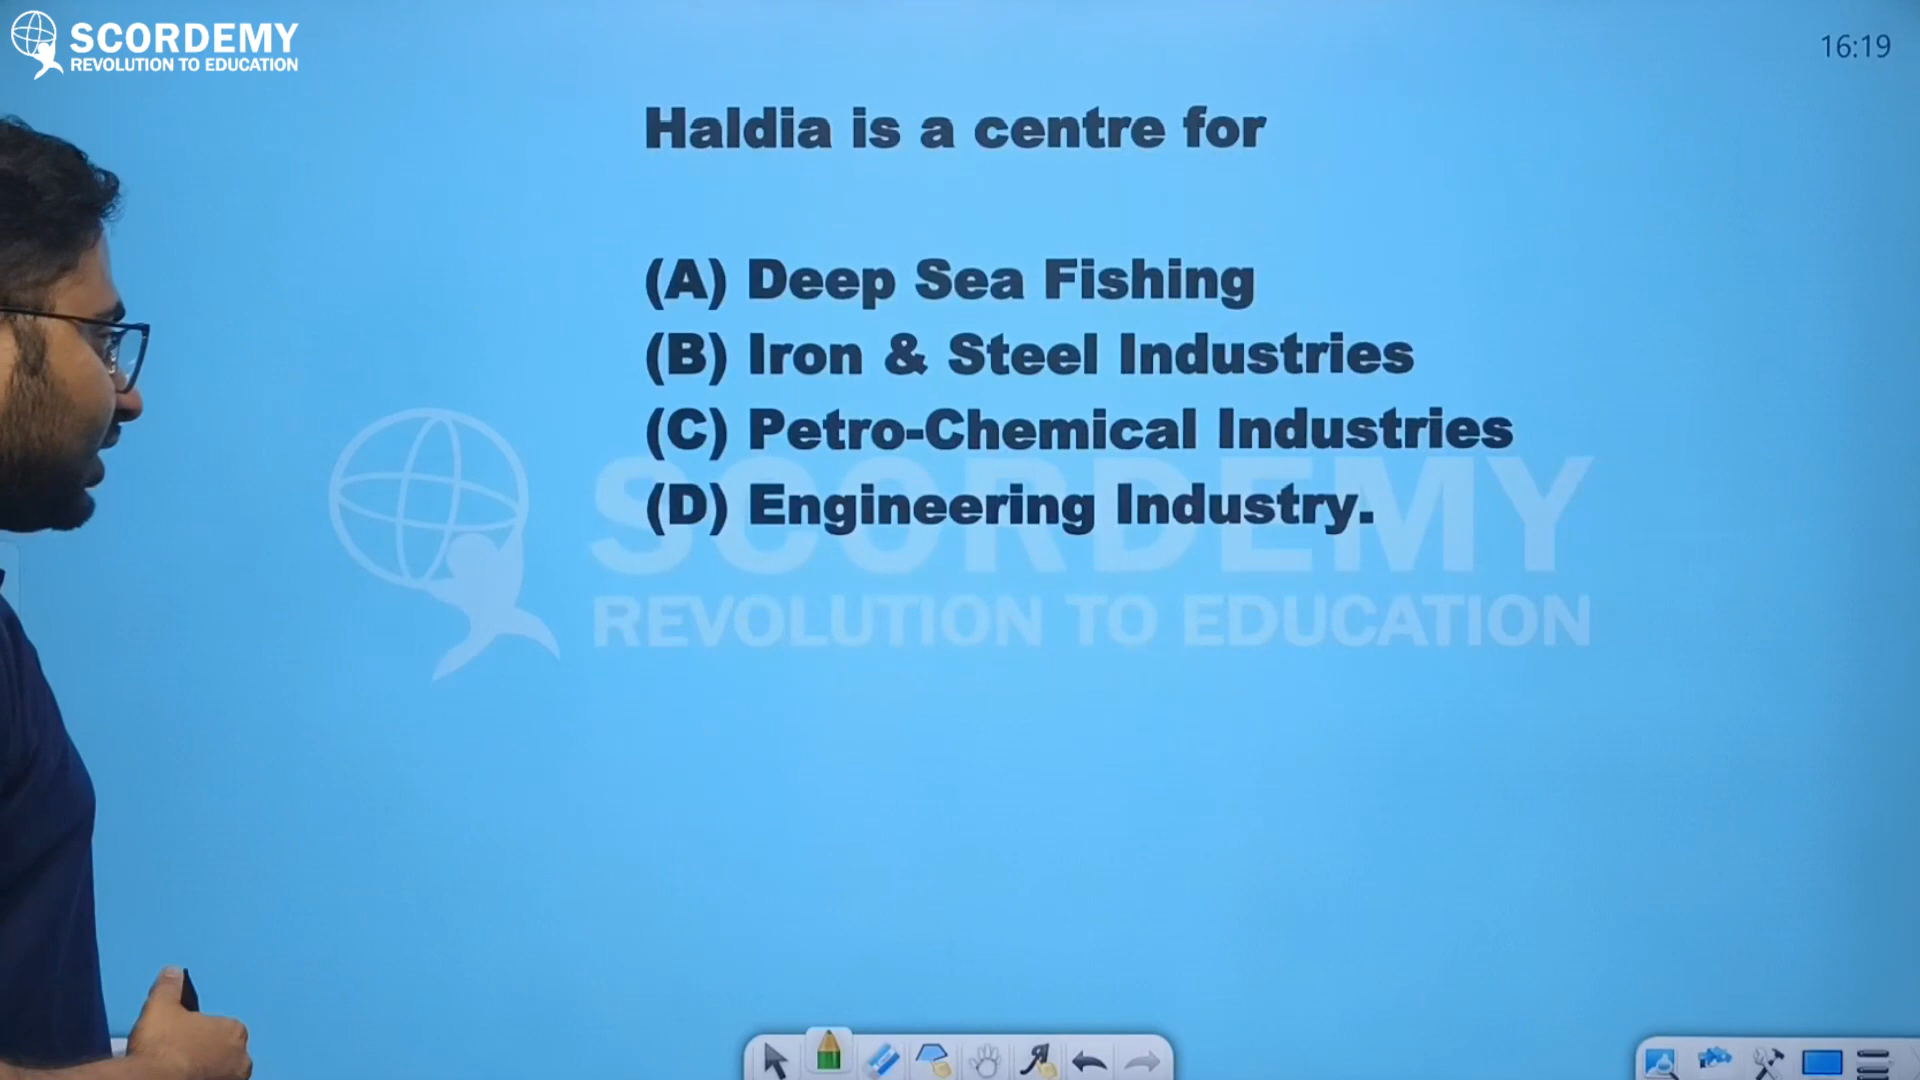 SCORDEMY
REVOLUTION TO EDUCATION
16:19
Haldia is a centre for
(A) Deep Sea Fishing
(B) Iron & Steel Industries
(C) Petro-Chemical Industries
(D) Engineering Industry.
SCORDEMY
REVOLUTION TO EDUCATION